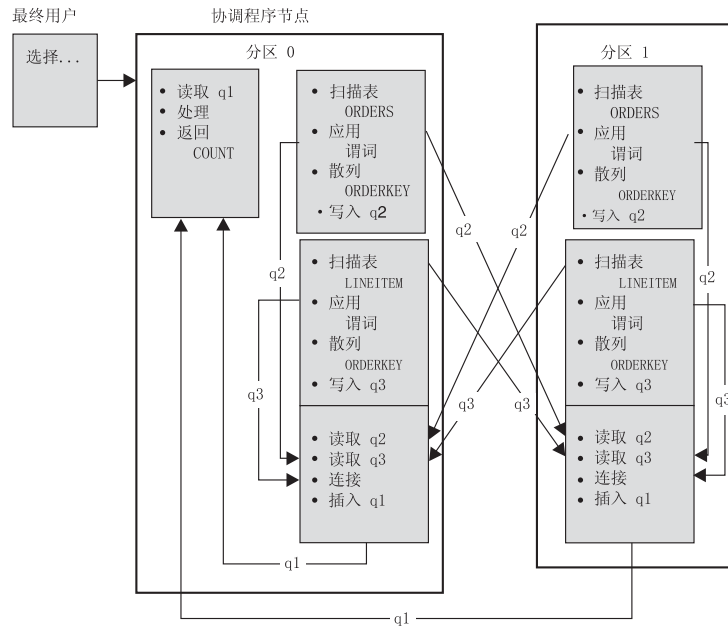 最终用户
协调程序节点
选择...
分区 0
• 读取 q1
• 处理
• 返回
COUNT
• 扫描表
ORDERS
• 应用
谓词
• 散列
ORDERKEY
• 写入 q2
• 扫描表
LINEITEM
• 应用
谓词
• 散列
ORDERKEY
• 写入 q3
• 读取 q2
• 读取 q3
• 连接
• 插入 q1
分区 1
• 扫描表
ORDERS
• 应用
谓词
• 散列
ORDERKEY
• 写入 q2
• 扫描表
LINEITEM
• 应用
谓词
• 散列
ORDERKEY
• 写入 q3
• 读取 q2
• 读取 q3
• 连接
• 插入 q1
q2
q2
q2
q2
q3
q3
q3
q3
q1
q1